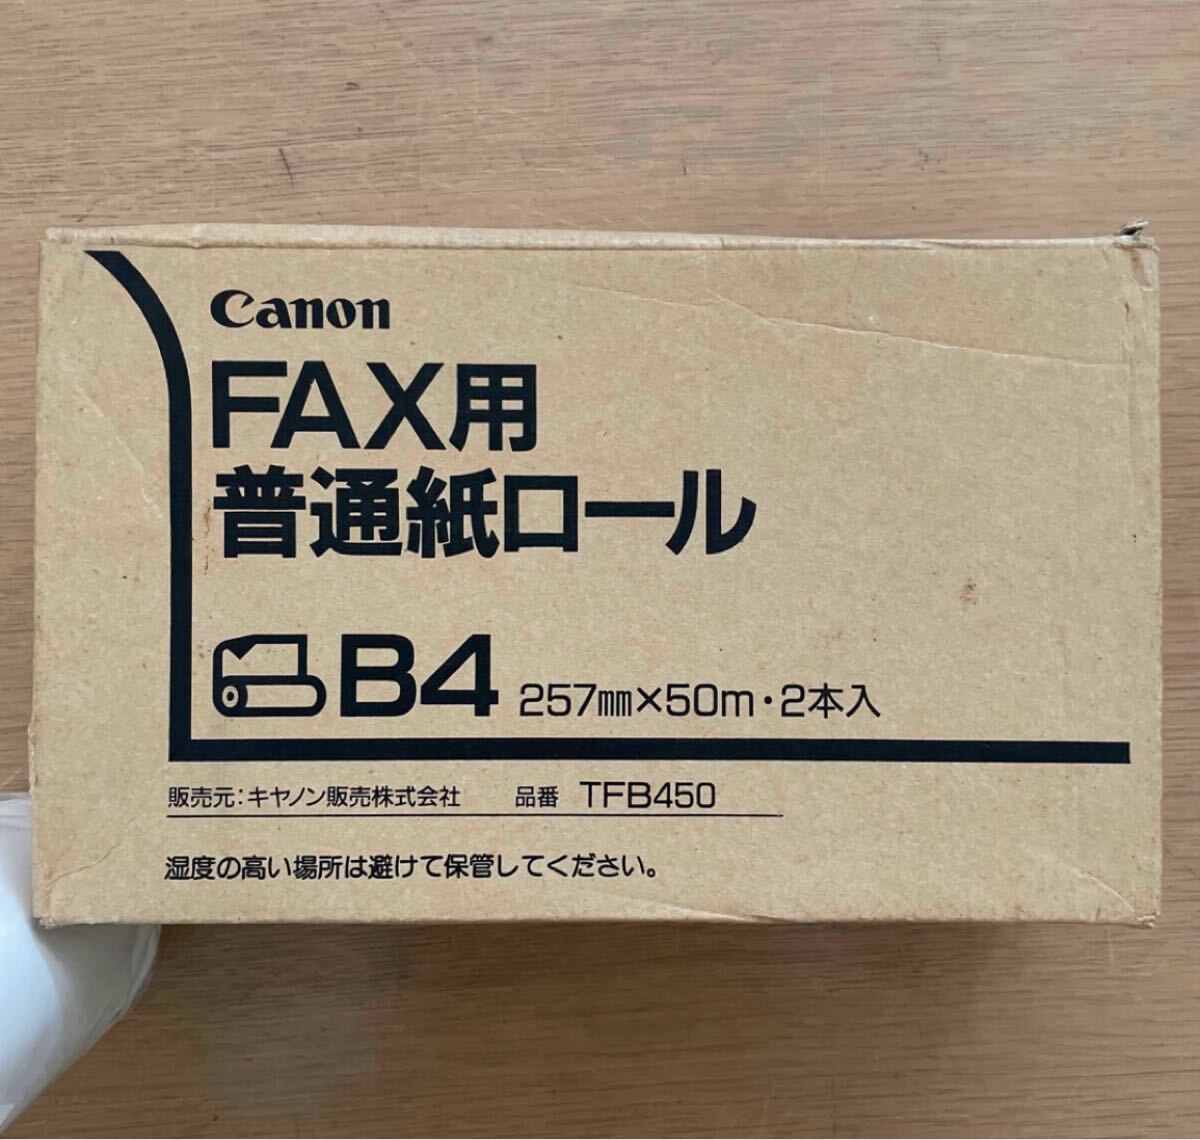 Canon
FAX用
普通紙ロール
B4 257㎜×50m・2本入
販売元:キヤノン販売株式会社 品番 TFB450
湿度の高い場所は避けて保管してください。